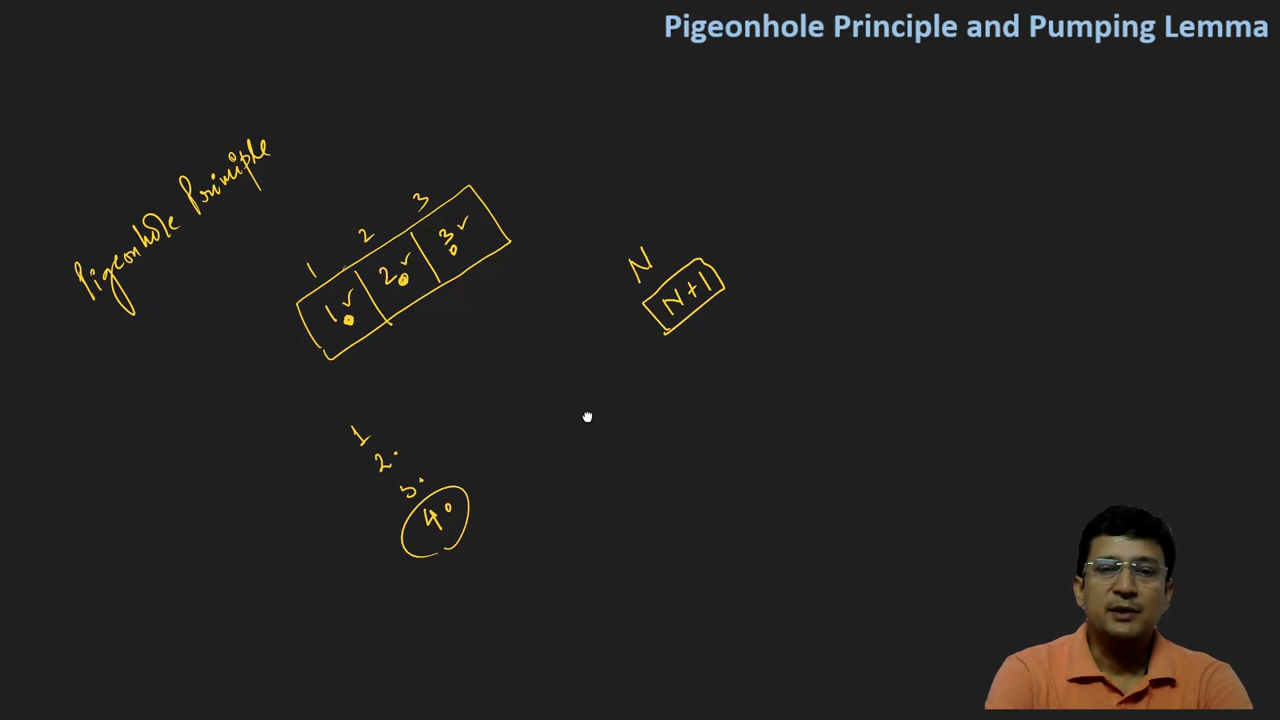 Pigeonhole Principle and Pumping Lemma
Pigeonhole Principle
1 2 3
1 2 3
N
N+1
1
2.
3.
4